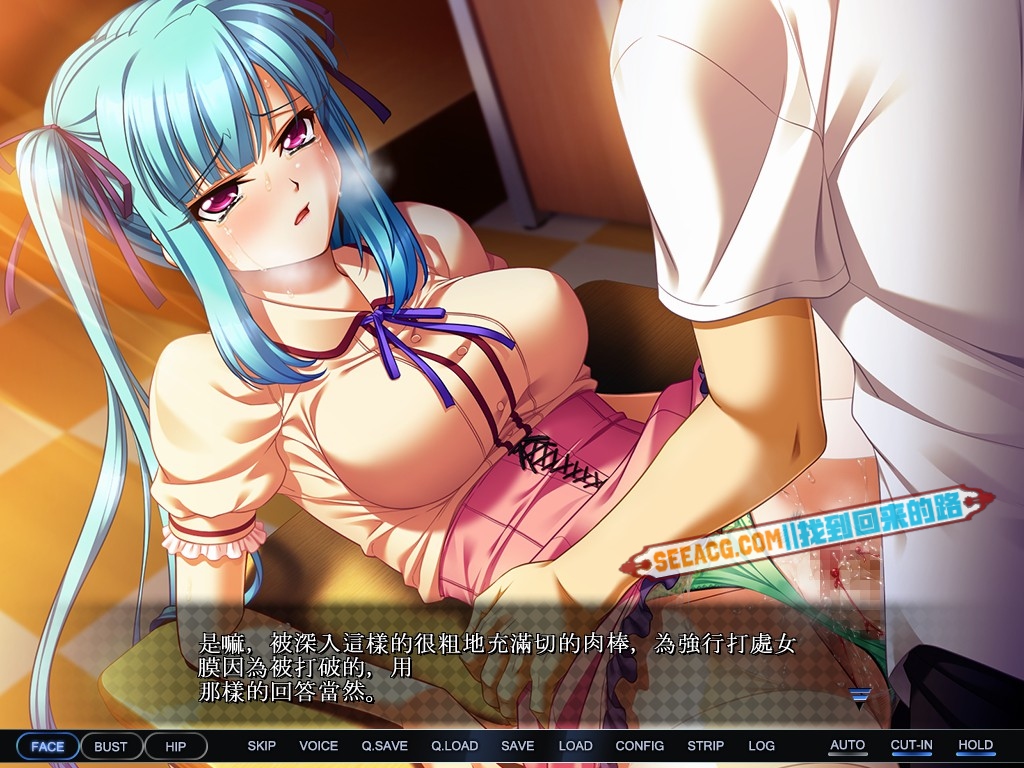 SEEACG.COM||找到回来的路
是嘛，被深入這樣的很粗地充滿切的肉棒，為強行打處女
膜因為被打破的，用
那樣的回答當然。
FACE BUST HIP SKIP VOICE Q.SAVE Q.LOAD SAVE LOAD CONFIG STRIP LOG AUTO CUT-IN HOLD